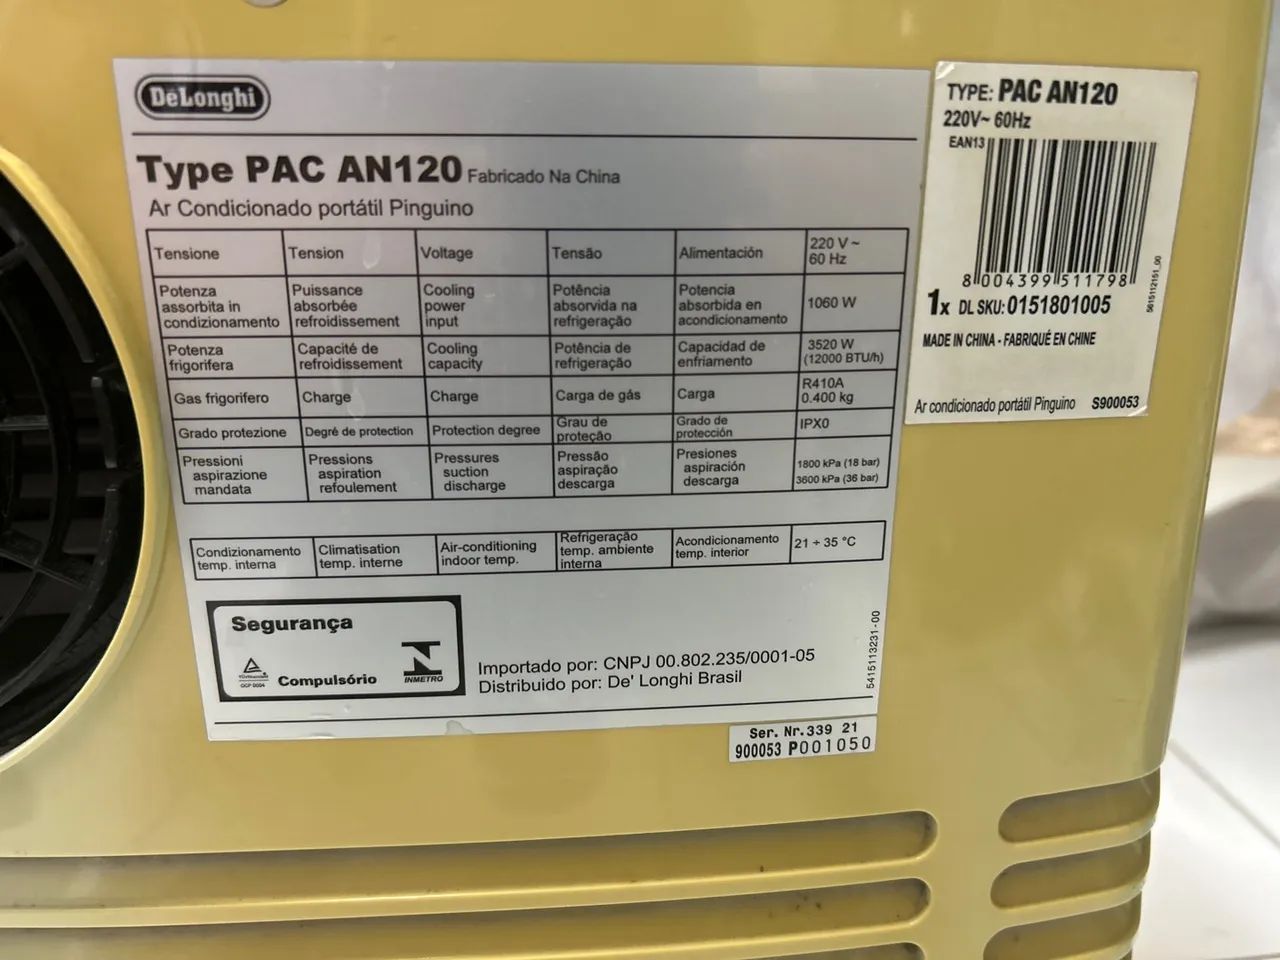 DeLonghi
Type PAC AN120 Fabricado Na China
Ar Condicionado portátil Pinguino
Tensione Tension Voltage Tensão Alimentación 220 V ~ 60 Hz
Potenza assorbita in condizionamento Puissance absorbée refroidissement Cooling power input Potência absorvida na refrigeração Potencia absorbida en acondicionamento 1060 W
Potenza frigorifera Capacité de refroidissement Cooling capacity Potência de refrigeração Capacidad de enfriamento 3520 W (12000 BTU/h)
Gas frigorifero Charge Charge Carga de gás Carga R410A 0.400 kg
Grado protezione Degré de protection Protection degree Grau de proteção Grado de protección IPX0
Pressioni aspirazione mandata Pressions aspiration refoulement Pressures suction discharge Pressão aspiração descarga Presiones aspiración descarga 1800 kPa (18 bar) 3600 kPa (36 bar)
Condizionamento temp. interna Climatisation temp. interne Air-conditioning indoor temp. Refrigeração temp. ambiente interna Acondicionamento temp. interior 21 ÷ 35 °C
Segurança
Compulsório
OCP 0004
INMETRO
Importado por: CNPJ 00.802.235/0001-05
Distribuido por: De' Longhi Brasil
5415113231-00
Ser. Nr. 339 21
900053 P001050
TYPE: PAC AN120
220V~ 60Hz
EAN13
8 004399 511798
1x DL SKU: 0151801005
MADE IN CHINA - FABRIQUÉ EN CHINE
Ar condicionado portátil Pinguino S900053